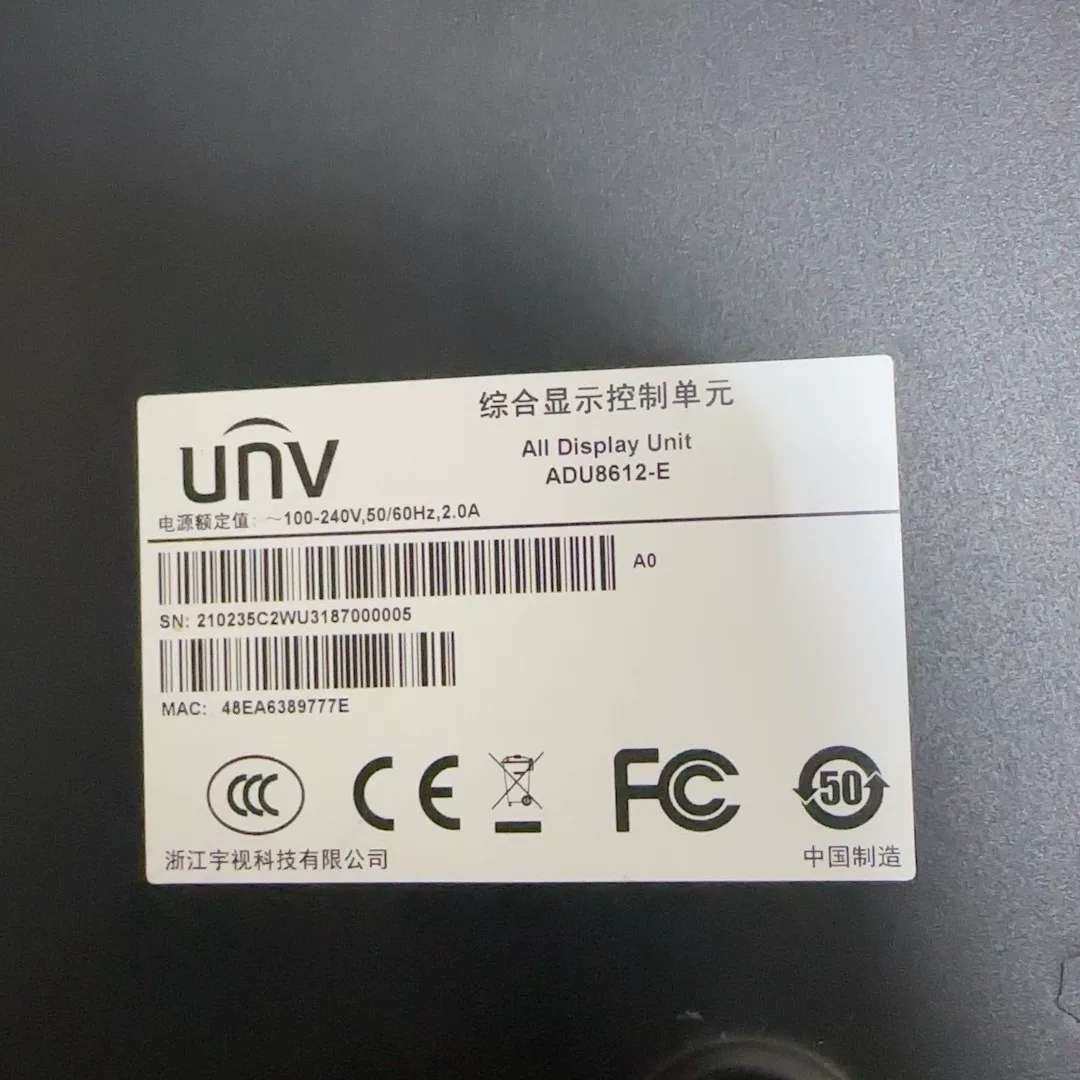 综合显示控制单元
unv
All Display Unit
ADU8612-E
电源额定值: ～100-240V,50/60Hz,2.0A
A0
SN: 210235C2WU3187000005
MAC: 48EA6389777E
CCC
CE
FC
50
浙江宇视科技有限公司
中国制造